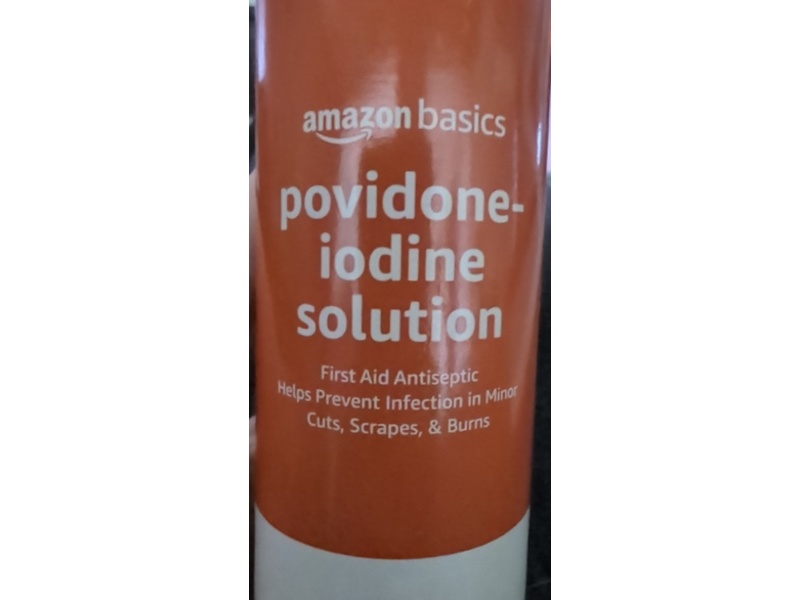 amazon basics
povidone-
iodine
solution
First Aid Antiseptic
Helps Prevent Infection in Minor
Cuts, Scrapes, & Burns